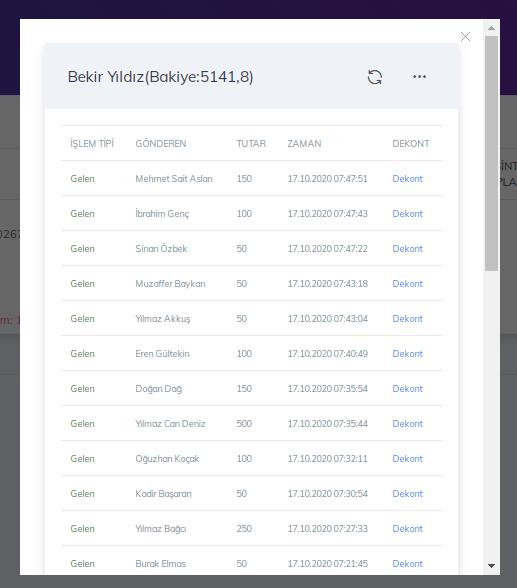 Bekir Yıldız(Bakiye:5141,8)
İŞLEM TİPİ GÖNDEREN TUTAR ZAMAN DEKONT
Gelen Mehmet Sait Aslan 150 17.10.2020 07:47:51 Dekont
Gelen İbrahim Genç 100 17.10.2020 07:47:43 Dekont
Gelen Sinan Özbek 50 17.10.2020 07:47:22 Dekont
Gelen Muzaffer Baykan 50 17.10.2020 07:43:18 Dekont
Gelen Yılmaz Akkuş 50 17.10.2020 07:43:04 Dekont
Gelen Eren Gültekin 100 17.10.2020 07:40:49 Dekont
Gelen Doğan Dağ 150 17.10.2020 07:35:54 Dekont
Gelen Yılmaz Can Deniz 500 17.10.2020 07:35:44 Dekont
Gelen Oğuzhan Koçak 100 17.10.2020 07:32:11 Dekont
Gelen Kadir Başaran 50 17.10.2020 07:30:54 Dekont
Gelen Yılmaz Bağcı 250 17.10.2020 07:27:33 Dekont
Gelen Burak Elmas 50 17.10.2020 07:21:45 Dekont